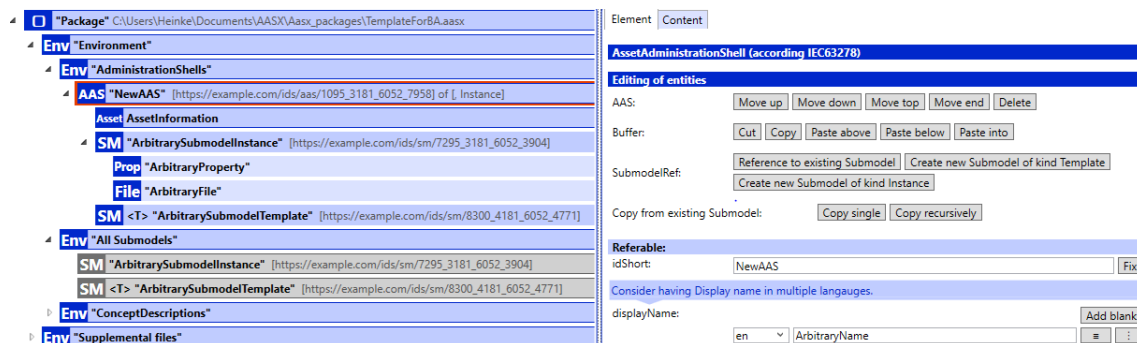 "Package" C:\Users\Heinke\Documents\AASX\Aasx_packages\TemplateForBA.aasx
Env "Environment"
Env "AdministrationShells"
AAS "NewAAS" [https://example.com/ids/aas/1095_3181_6052_7958] of [, Instance]
Asset AssetInformation
SM "ArbitrarySubmodelInstance" [https://example.com/ids/sm/7295_3181_6052_3904]
Prop "ArbitraryProperty"
File "ArbitraryFile"
SM <T> "ArbitrarySubmodelTemplate" [https://example.com/ids/sm/8300_4181_6052_4771]
Env "All Submodels"
SM "ArbitrarySubmodelInstance" [https://example.com/ids/sm/7295_3181_6052_3904]
SM <T> "ArbitrarySubmodelTemplate" [https://example.com/ids/sm/8300_4181_6052_4771]
Env "ConceptDescriptions"
Env "Supplemental files"
Element Content
AssetAdministrationShell (according IEC63278)
Editing of entities
AAS: Move up Move down Move top Move end Delete
Buffer: Cut Copy Paste above Paste below Paste into
SubmodelRef: Reference to existing Submodel Create new Submodel of kind Template
Create new Submodel of kind Instance
Copy from existing Submodel: Copy single Copy recursively
Referable:
idShort: NewAAS Fix
Consider having Display name in multiple langauges.
displayName: Add blank
en ArbitraryName